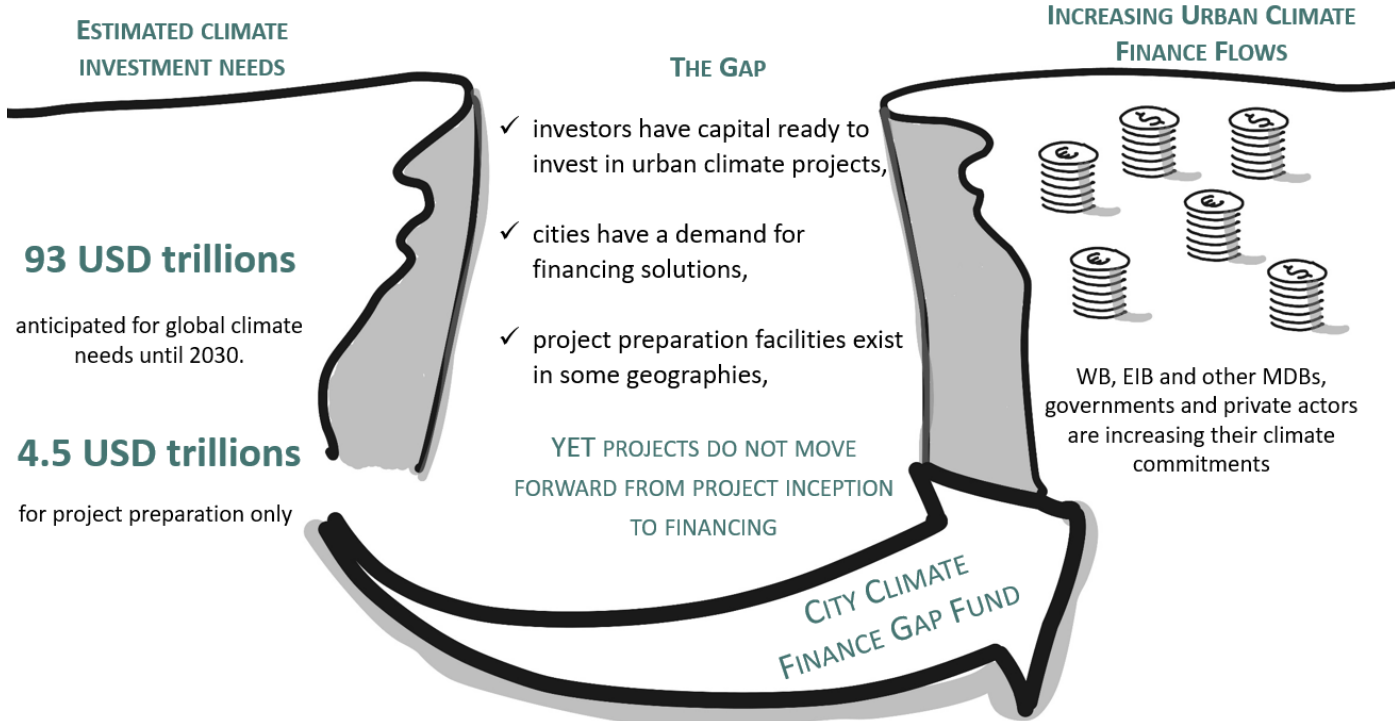 ESTIMATED CLIMATE
INVESTMENT NEEDS
93 USD trillions
anticipated for global climate
needs until 2030.
4.5 USD trillions
for project preparation only
THE GAP
✓ investors have capital ready to
invest in urban climate projects,
✓ cities have a demand for
financing solutions,
✓ project preparation facilities exist
in some geographies,
YET PROJECTS DO NOT MOVE
FORWARD FROM PROJECT INCEPTION
TO FINANCING
CITY CLIMATE
FINANCE GAP FUND
INCREASING URBAN CLIMATE
FINANCE FLOWS
€
$
$
€
€
$
WB, EIB and other MDBs,
governments and private actors
are increasing their climate
commitments